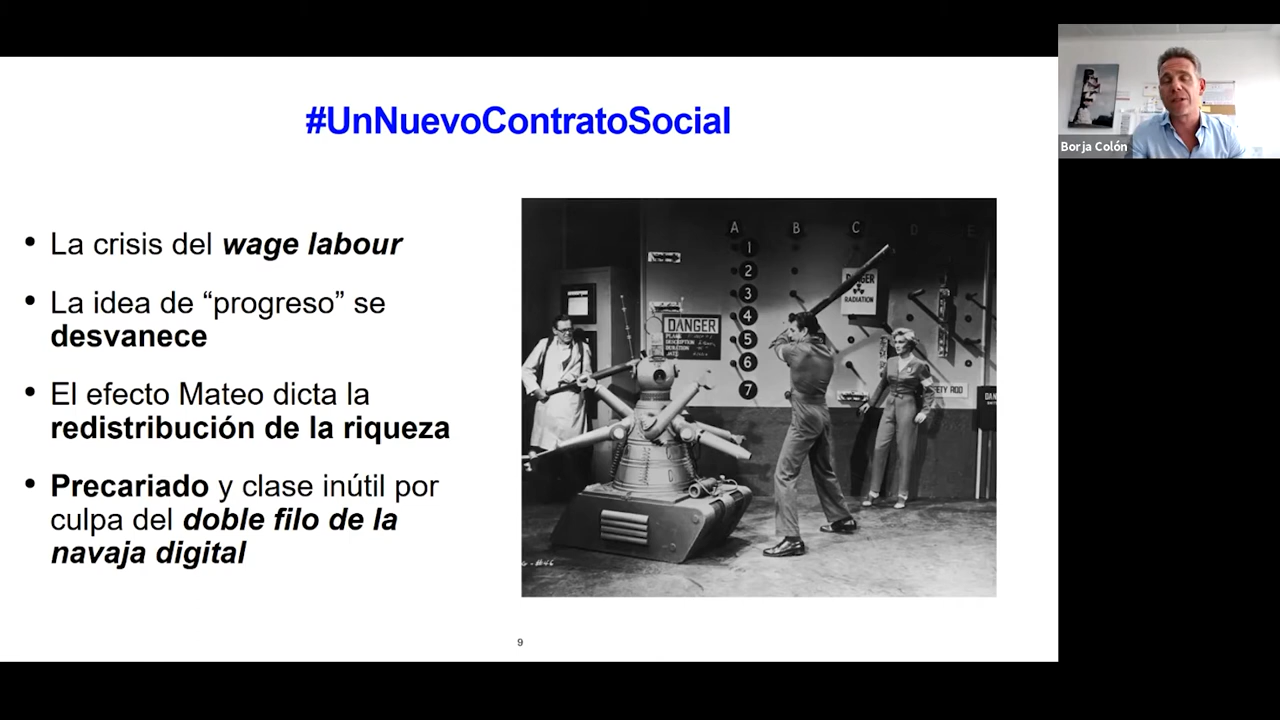 #UnNuevoContratoSocial
Borja Colón
• La crisis del wage labour
• La idea de “progreso” se
desvanece
• El efecto Mateo dicta la
redistribución de la riqueza
• Precariado y clase inútil por
culpa del doble filo de la
navaja digital
A B C D E
1
2
3
4
5
6
7
DANGER
RADIATION
DANGER
9